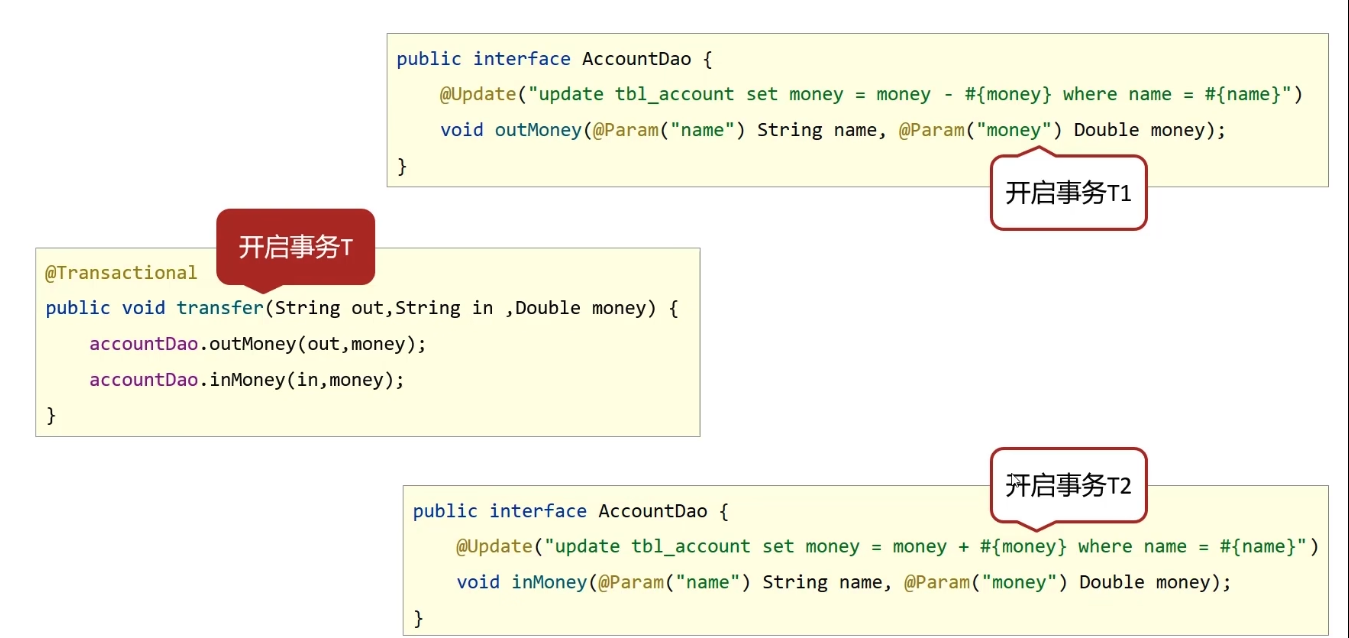 public interface AccountDao {
@Update("update tbl_account set money = money - #{money} where name = #{name}")
void outMoney(@Param("name") String name, @Param("money") Double money);
}
开启事务T1
开启事务T
@Transactional
public void transfer(String out,String in ,Double money) {
accountDao.outMoney(out,money);
accountDao.inMoney(in,money);
}
开启事务T2
public interface AccountDao {
@Update("update tbl_account set money = money + #{money} where name = #{name}")
void inMoney(@Param("name") String name, @Param("money") Double money);
}